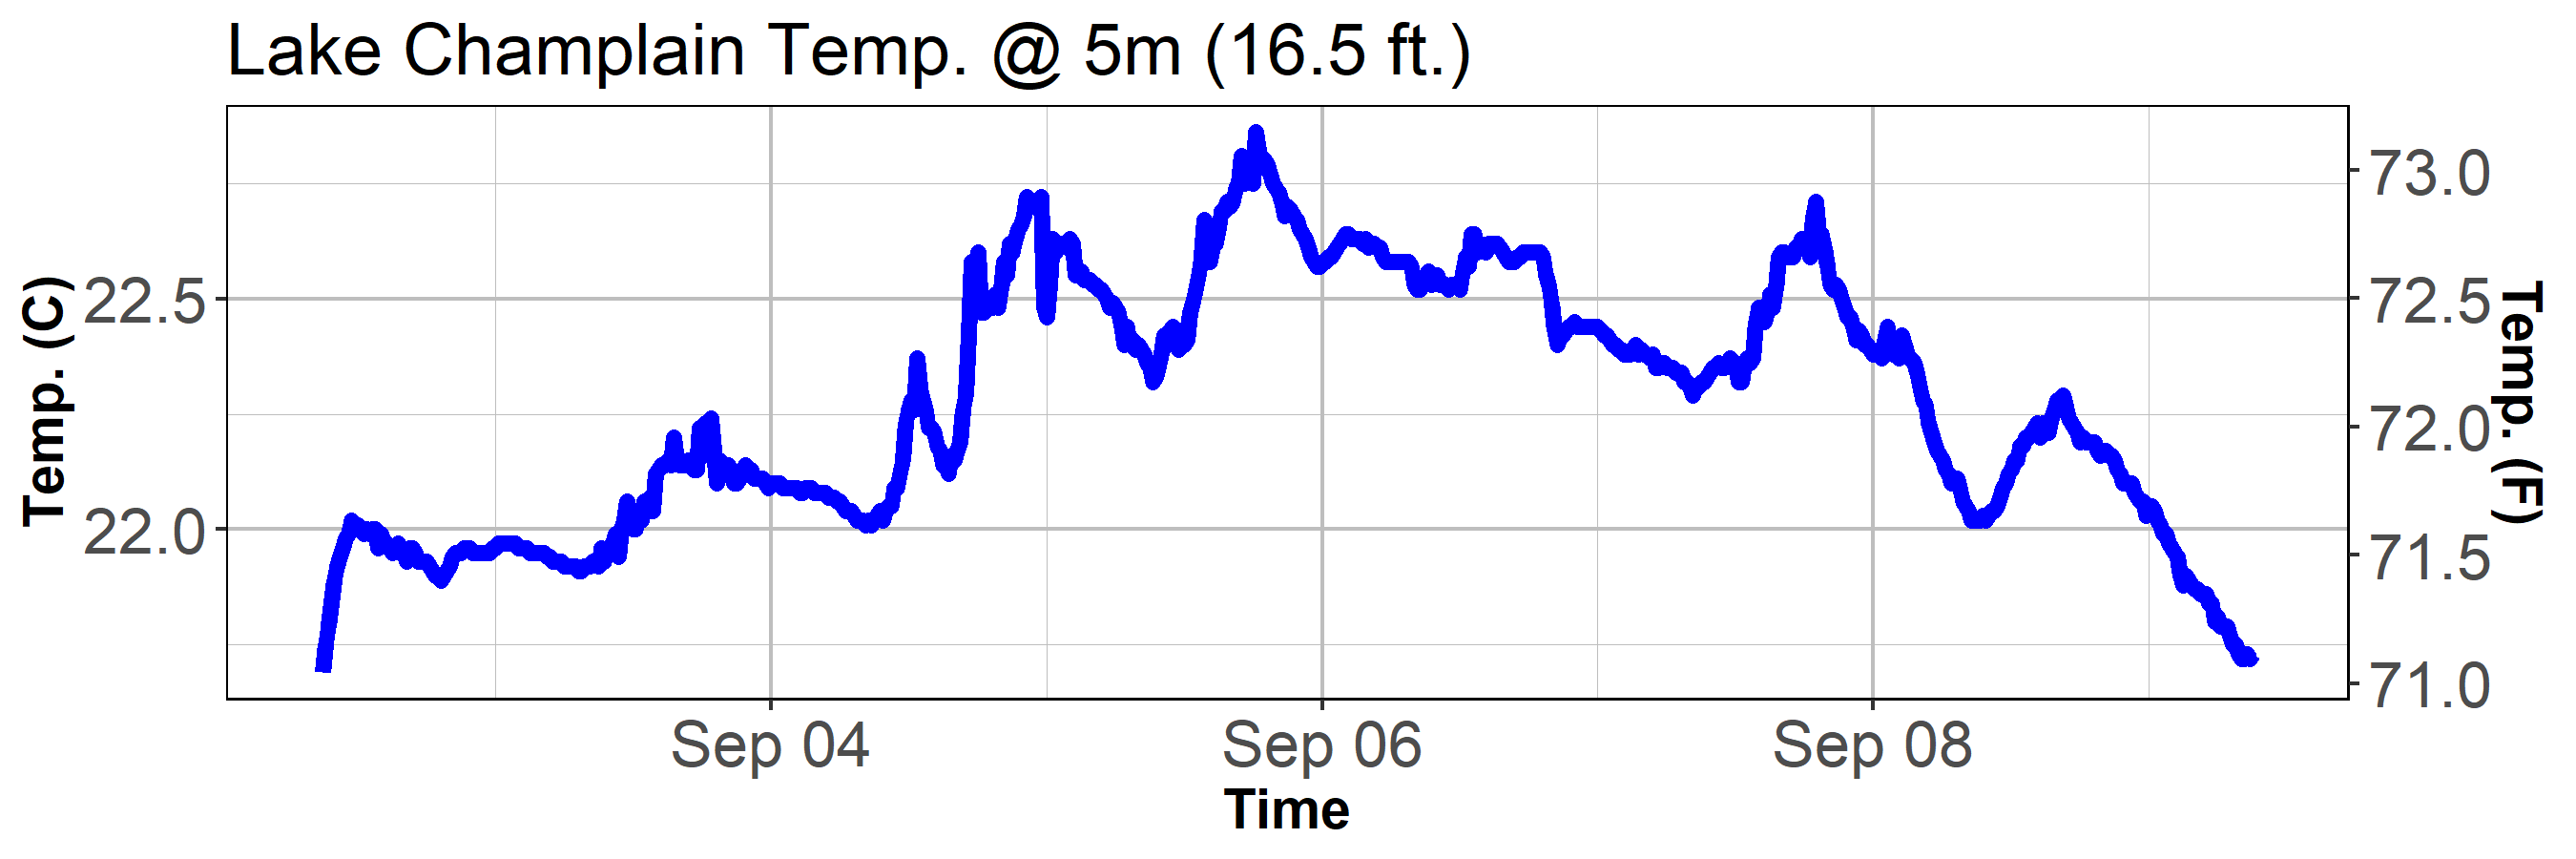 Lake Champlain Temp. @ 5m (16.5 ft.)
Temp. (C)
22.5
22.0
73.0
72.5
72.0
71.5
71.0
Temp. (F)
Sep 04
Sep 06
Sep 08
Time